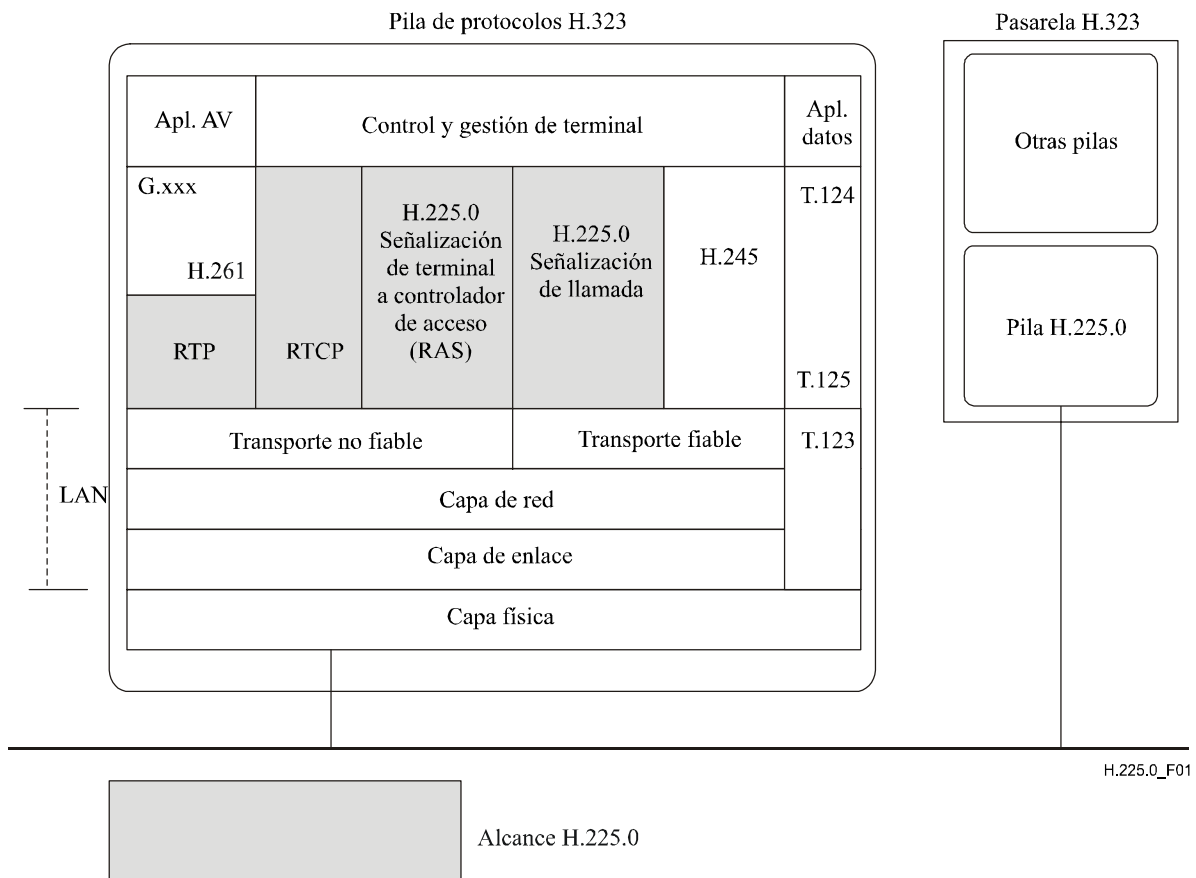 Pila de protocolos H.323
Pasarela H.323
Apl. AV
Control y gestión de terminal
Apl.
datos
G.xxx
H.261
RTP
RTCP
H.225.0
Señalización
de terminal
a controlador
de acceso
(RAS)
H.225.0
Señalización
de llamada
H.245
T.124
T.125
Transporte no fiable
Transporte fiable
T.123
LAN
Capa de red
Capa de enlace
Capa física
Otras pilas
Pila H.225.0
H.225.0_F01
Alcance H.225.0